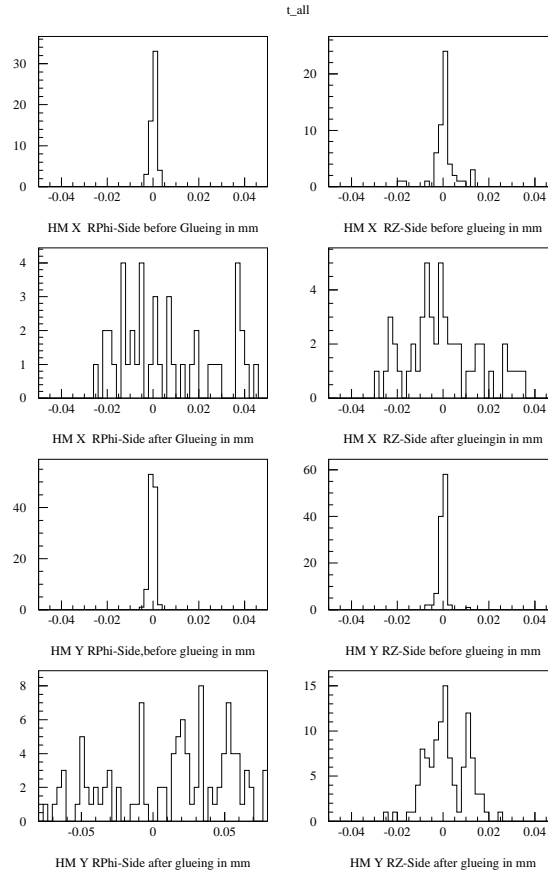 t_all
30
20
10
0
-0.04 -0.02 0 0.02 0.04
HM X RPhi-Side before Glueing in mm
20
10
0
-0.04 -0.02 0 0.02 0.04
HM X RZ-Side before glueing in mm
4
3
2
1
0
-0.04 -0.02 0 0.02 0.04
HM X RPhi-Side after Glueing in mm
4
2
0
-0.04 -0.02 0 0.02 0.04
HM X RZ-Side after glueingin in mm
40
20
0
-0.04 -0.02 0 0.02 0.04
HM Y RPhi-Side,before glueing in mm
60
40
20
0
-0.04 -0.02 0 0.02 0.04
HM Y RZ-Side before glueing in mm
8
6
4
2
0
-0.05 0 0.05
HM Y RPhi-Side after glueing in mm
15
10
5
0
-0.04 -0.02 0 0.02 0.04
HM Y RZ-Side after glueing in mm